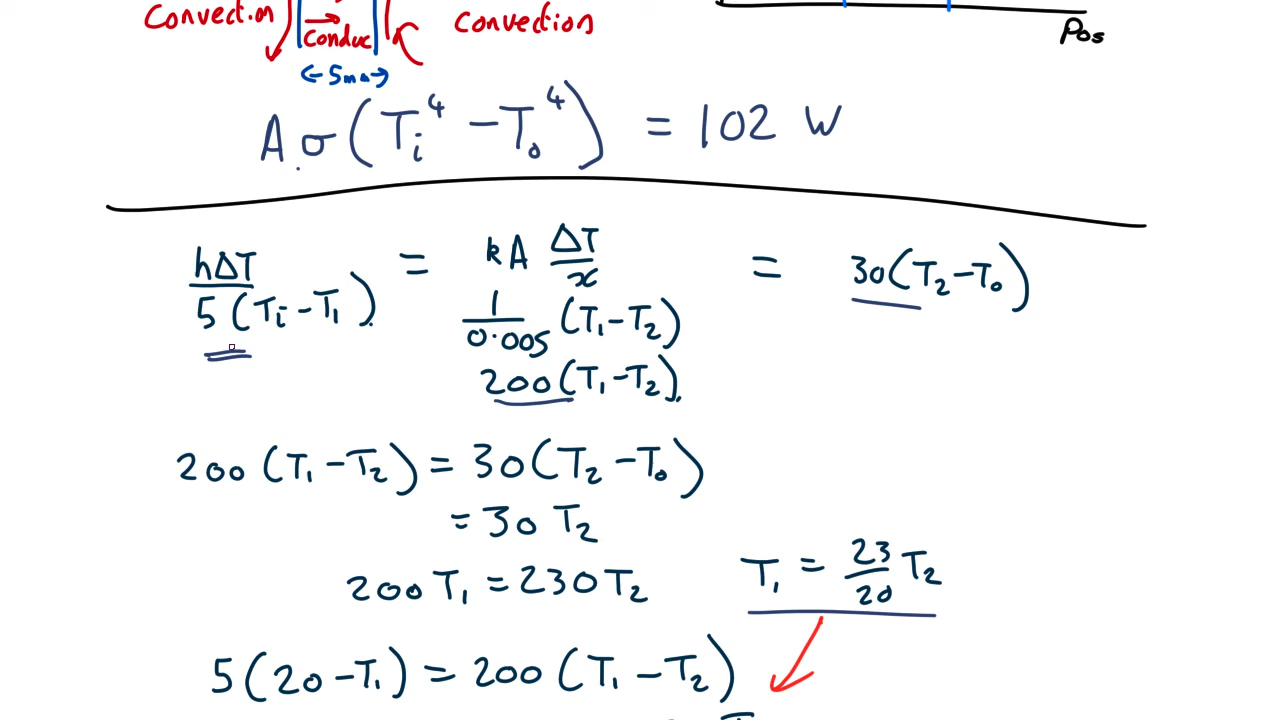 Convection Conduc convection
Pos
← 5mm →
Aσ(Ti⁴ − To⁴) = 102 W
hΔT = kA ΔT/x = 30(T2 − To)
5 (Ti − T1)
1/0.005 (T1 − T2)
200 (T1 − T2)
200 (T1 − T2) = 30(T2 − To)
= 30 T2
200 T1 = 230 T2
T1 = 23/20 T2
5(20 − T1) = 200 (T1 − T2)